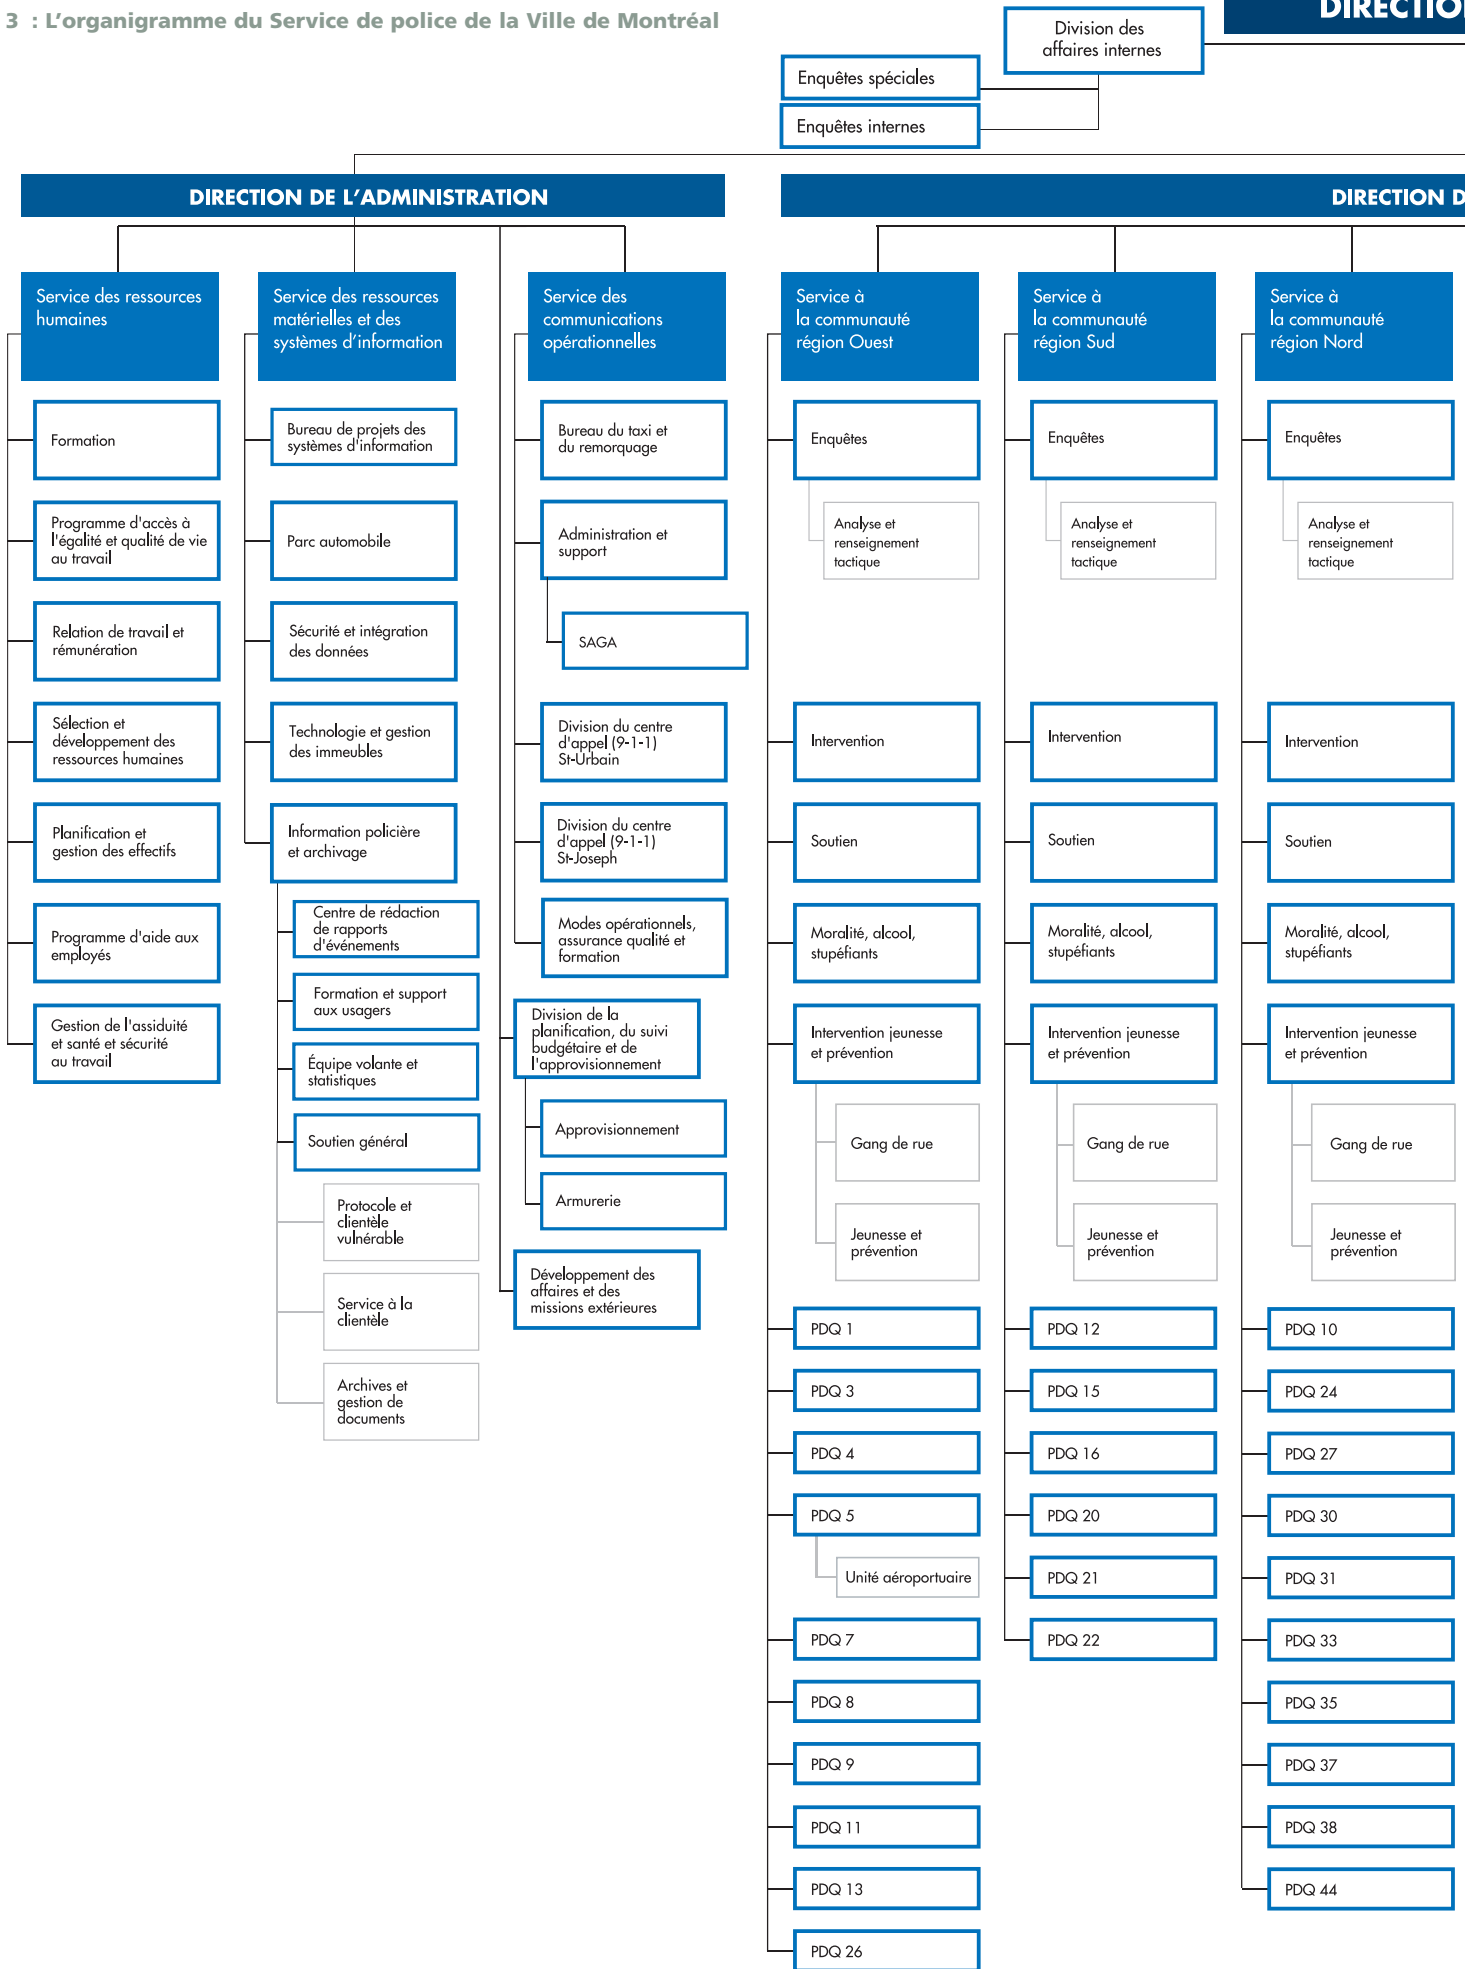 3 : L'organigramme du Service de police de la Ville de Montréal
DIRECTION
Division des
affaires internes
Enquêtes spéciales
Enquêtes internes
DIRECTION DE L'ADMINISTRATION
Service des ressources
humaines
Formation
Programme d'accès à
l'égalité et qualité de vie
au travail
Relation de travail et
rémunération
Sélection et
développement des
ressources humaines
Planification et
gestion des effectifs
Programme d'aide aux
employés
Gestion de l'assiduité
et santé et sécurité
au travail
Service des ressources
matérielles et des
systèmes d'information
Bureau de projets des
systèmes d'information
Parc automobile
Sécurité et intégration
des données
Technologie et gestion
des immeubles
Information policière
et archivage
Centre de rédaction
de rapports
d'événements
Formation et support
aux usagers
Équipe volante et
statistiques
Soutien général
Protocole et
clientèle
vulnérable
Service à la
clientèle
Archives et
gestion de
documents
Service des
communications
opérationnelles
Bureau du taxi et
du remorquage
Administration et
support
SAGA
Division du centre
d'appel (9-1-1)
St-Urbain
Division du centre
d'appel (9-1-1)
St-Joseph
Modes opérationnels,
assurance qualité et
formation
Division de la
planification, du suivi
budgétaire et de
l'approvisionnement
Approvisionnement
Armurerie
Développement des
affaires et des
missions extérieures
DIRECTION D
Service à
la communauté
région Ouest
Enquêtes
Analyse et
renseignement
tactique
Intervention
Soutien
Moralité, alcool,
stupéfiants
Intervention jeunesse
et prévention
Gang de rue
Jeunesse et
prévention
PDQ 1
PDQ 3
PDQ 4
PDQ 5
Unité aéroportuaire
PDQ 7
PDQ 8
PDQ 9
PDQ 11
PDQ 13
PDQ 26
Service à
la communauté
région Sud
Enquêtes
Analyse et
renseignement
tactique
Intervention
Soutien
Moralité, alcool,
stupéfiants
Intervention jeunesse
et prévention
Gang de rue
Jeunesse et
prévention
PDQ 12
PDQ 15
PDQ 16
PDQ 20
PDQ 21
PDQ 22
Service à
la communauté
région Nord
Enquêtes
Analyse et
renseignement
tactique
Intervention
Soutien
Moralité, alcool,
stupéfiants
Intervention jeunesse
et prévention
Gang de rue
Jeunesse et
prévention
PDQ 10
PDQ 24
PDQ 27
PDQ 30
PDQ 31
PDQ 33
PDQ 35
PDQ 37
PDQ 38
PDQ 44